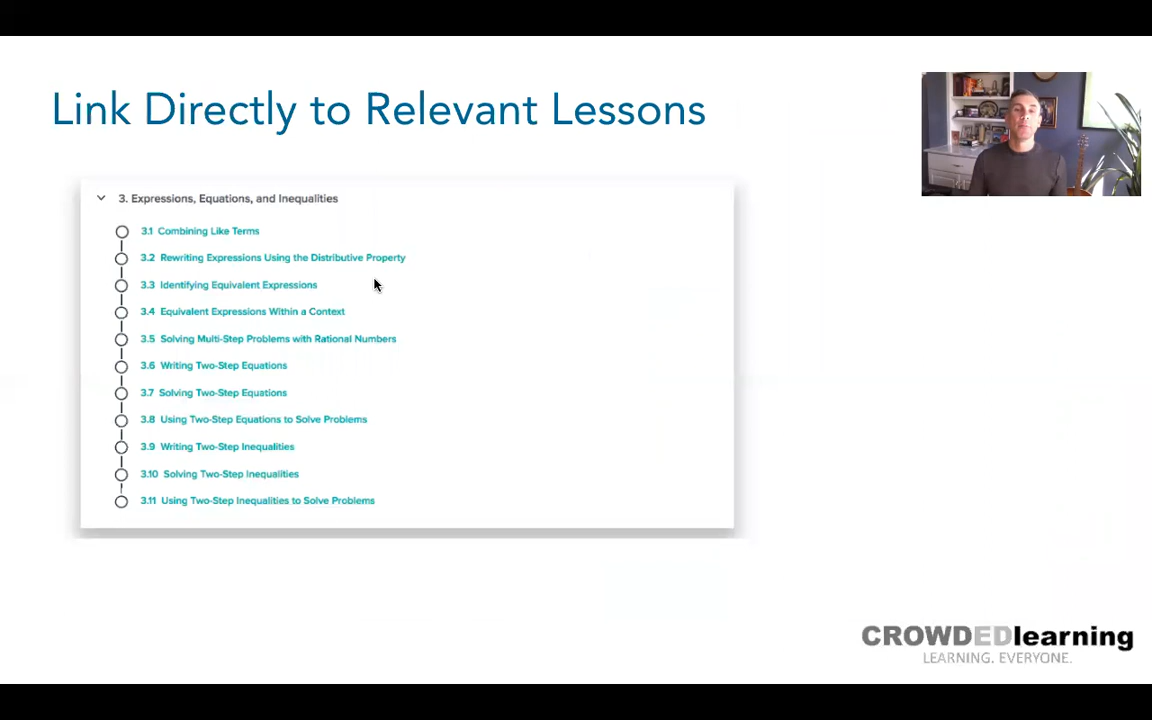 Link Directly to Relevant Lessons
3. Expressions, Equations, and Inequalities
3.1 Combining Like Terms
3.2 Rewriting Expressions Using the Distributive Property
3.3 Identifying Equivalent Expressions
3.4 Equivalent Expressions Within a Context
3.5 Solving Multi-Step Problems with Rational Numbers
3.6 Writing Two-Step Equations
3.7 Solving Two-Step Equations
3.8 Using Two-Step Equations to Solve Problems
3.9 Writing Two-Step Inequalities
3.10 Solving Two-Step Inequalities
3.11 Using Two-Step Inequalities to Solve Problems
CROWDEDlearning
LEARNING. EVERYONE.